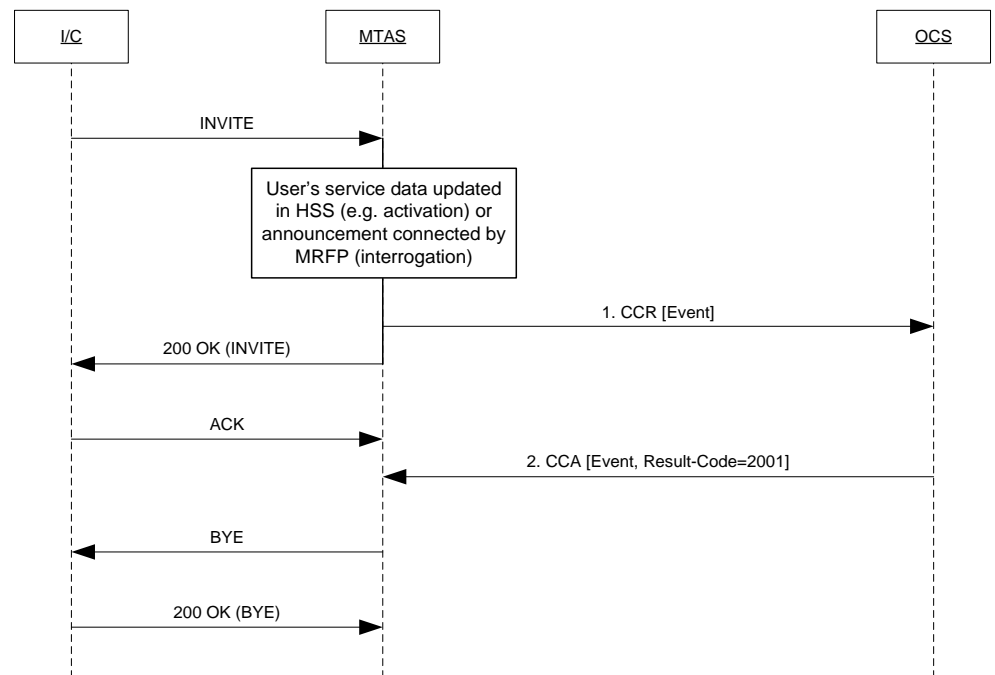 I/C
MTAS
OCS
INVITE
User's service data updated
in HSS (e.g. activation) or
announcement connected by
MRFP (interrogation)
1. CCR [Event]
200 OK (INVITE)
ACK
2. CCA [Event, Result-Code=2001]
BYE
200 OK (BYE)